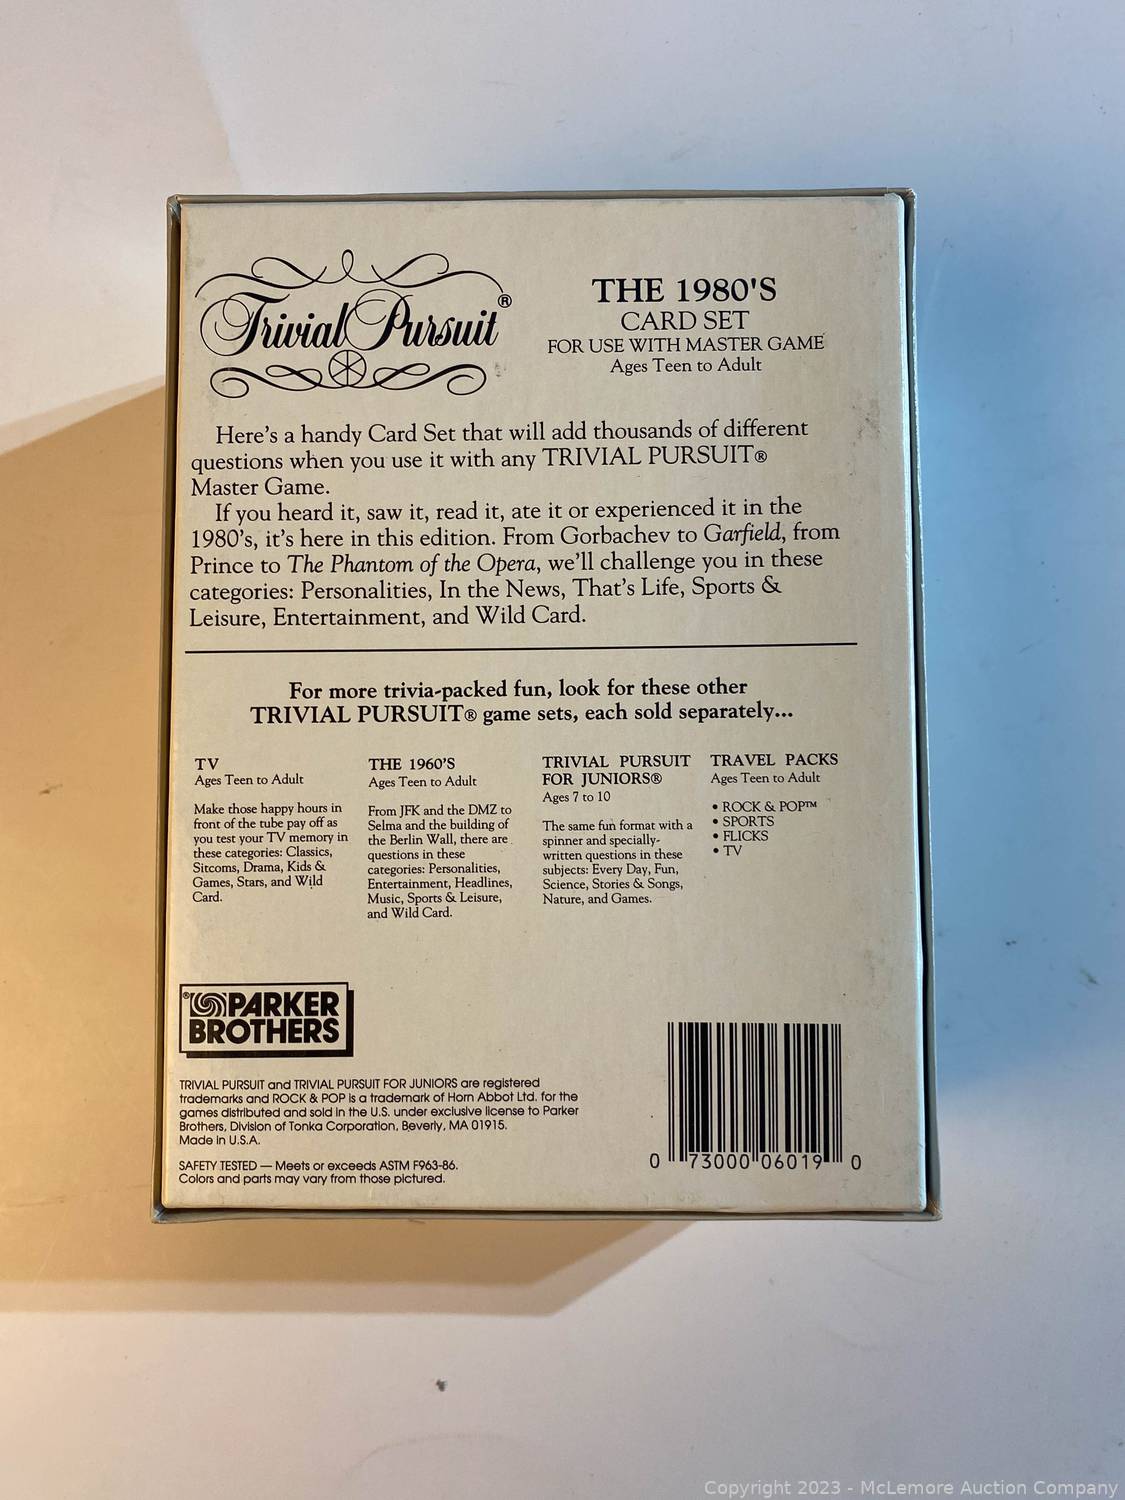 Trivial Pursuit®
THE 1980'S
CARD SET
FOR USE WITH MASTER GAME
Ages Teen to Adult
Here's a handy Card Set that will add thousands of different
questions when you use it with any TRIVIAL PURSUIT®
Master Game.
If you heard it, saw it, read it, ate it or experienced it in the
1980's, it's here in this edition. From Gorbachev to Garfield, from
Prince to The Phantom of the Opera, we'll challenge you in these
categories: Personalities, In the News, That's Life, Sports &
Leisure, Entertainment, and Wild Card.
For more trivia-packed fun, look for these other
TRIVIAL PURSUIT® game sets, each sold separately...
TV
Ages Teen to Adult
Make those happy hours in
front of the tube pay off as
you test your TV memory in
these categories: Classics,
Sitcoms, Drama, Kids &
Games, Stars, and Wild
Card.
THE 1960'S
Ages Teen to Adult
From JFK and the DMZ to
Selma and the building of
the Berlin Wall, there are
questions in these
categories: Personalities,
Entertainment, Headlines,
Music, Sports & Leisure,
and Wild Card.
TRIVIAL PURSUIT
FOR JUNIORS®
Ages 7 to 10
The same fun format with a
spinner and specially-
written questions in these
subjects: Every Day, Fun,
Science, Stories & Songs,
Nature, and Games.
TRAVEL PACKS
Ages Teen to Adult
• ROCK & POP™
• SPORTS
• FLICKS
• TV
®PARKER
BROTHERS
TRIVIAL PURSUIT and TRIVIAL PURSUIT FOR JUNIORS are registered
trademarks and ROCK & POP is a trademark of Horn Abbot Ltd. for the
games distributed and sold in the U.S. under exclusive license to Parker
Brothers, Division of Tonka Corporation, Beverly, MA 01915.
Made in U.S.A.
SAFETY TESTED — Meets or exceeds ASTM F963-86.
Colors and parts may vary from those pictured.
0 73000 06019 0
Copyright 2023 - McLemore Auction Company